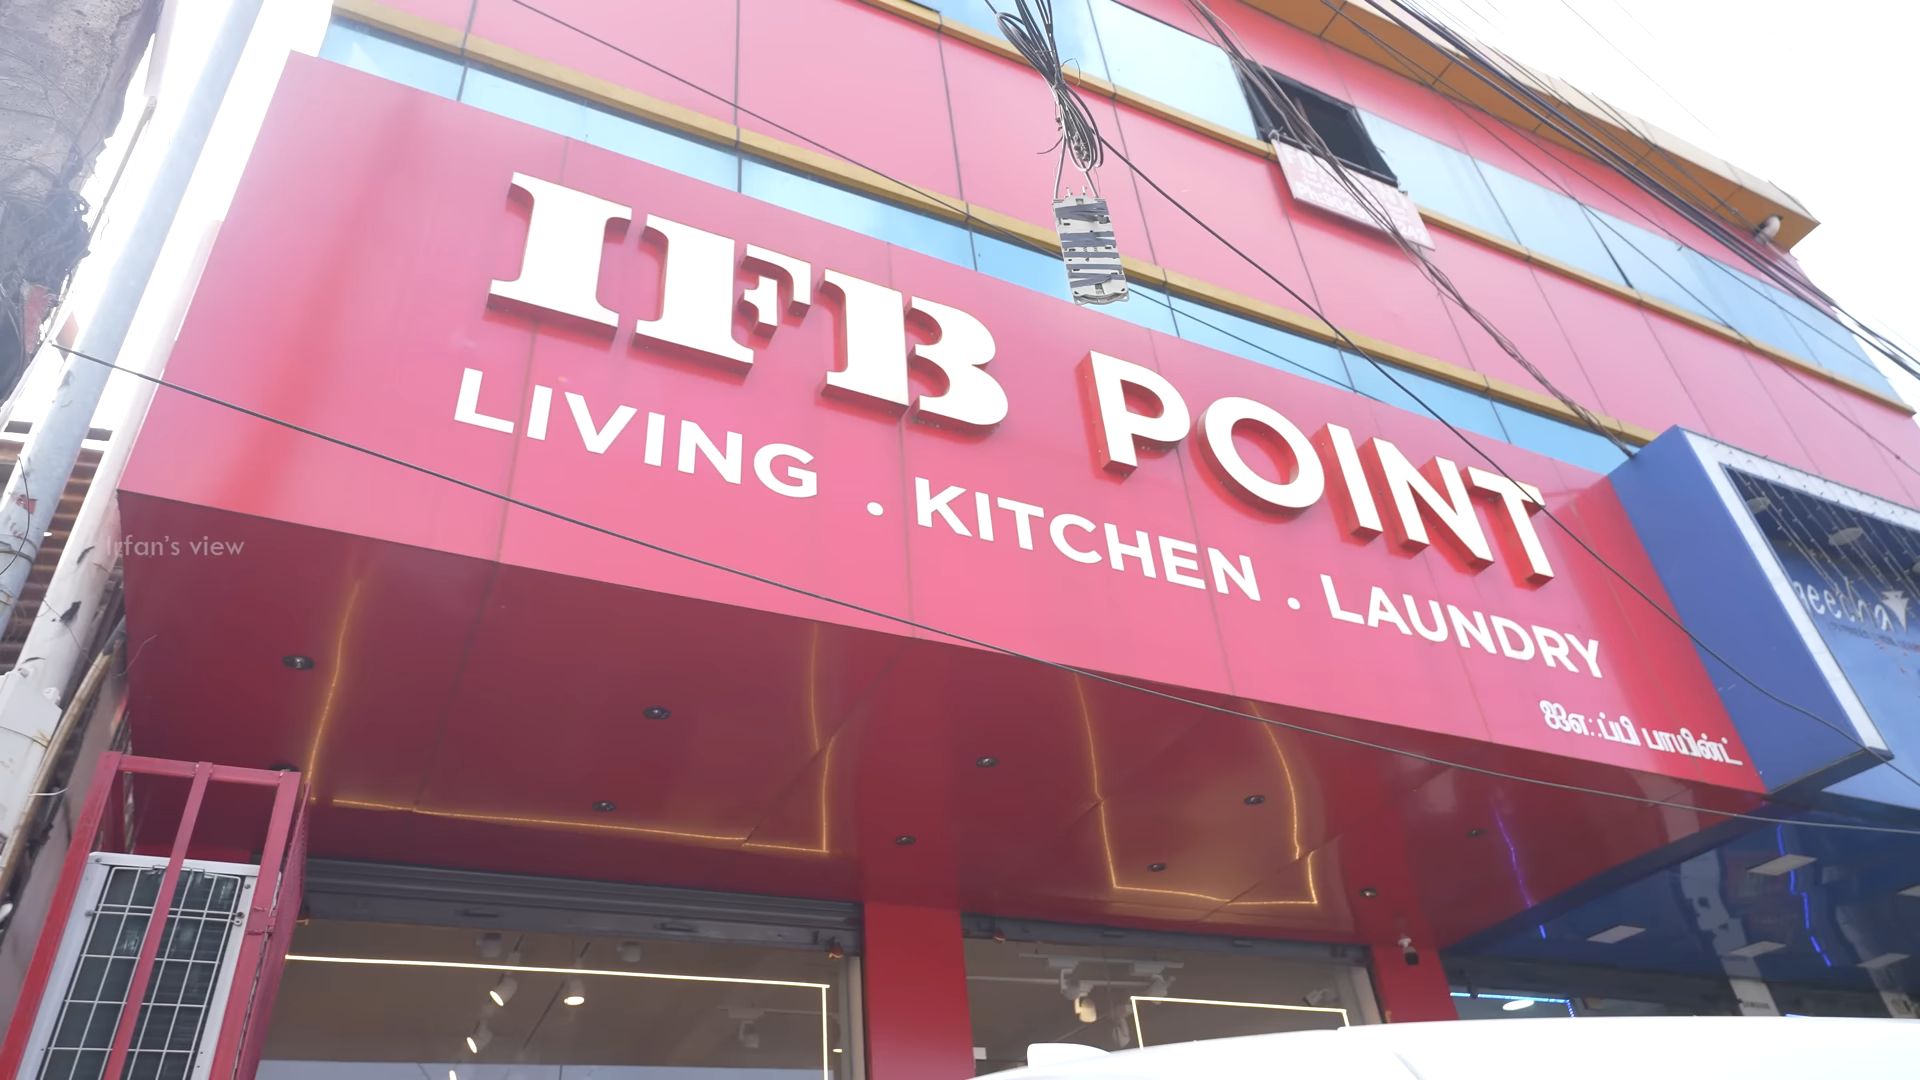 IFB POINT
LIVING . KITCHEN . LAUNDRY
ஐஎ.:ப்பி பாயிண்ட்
Irfan's view